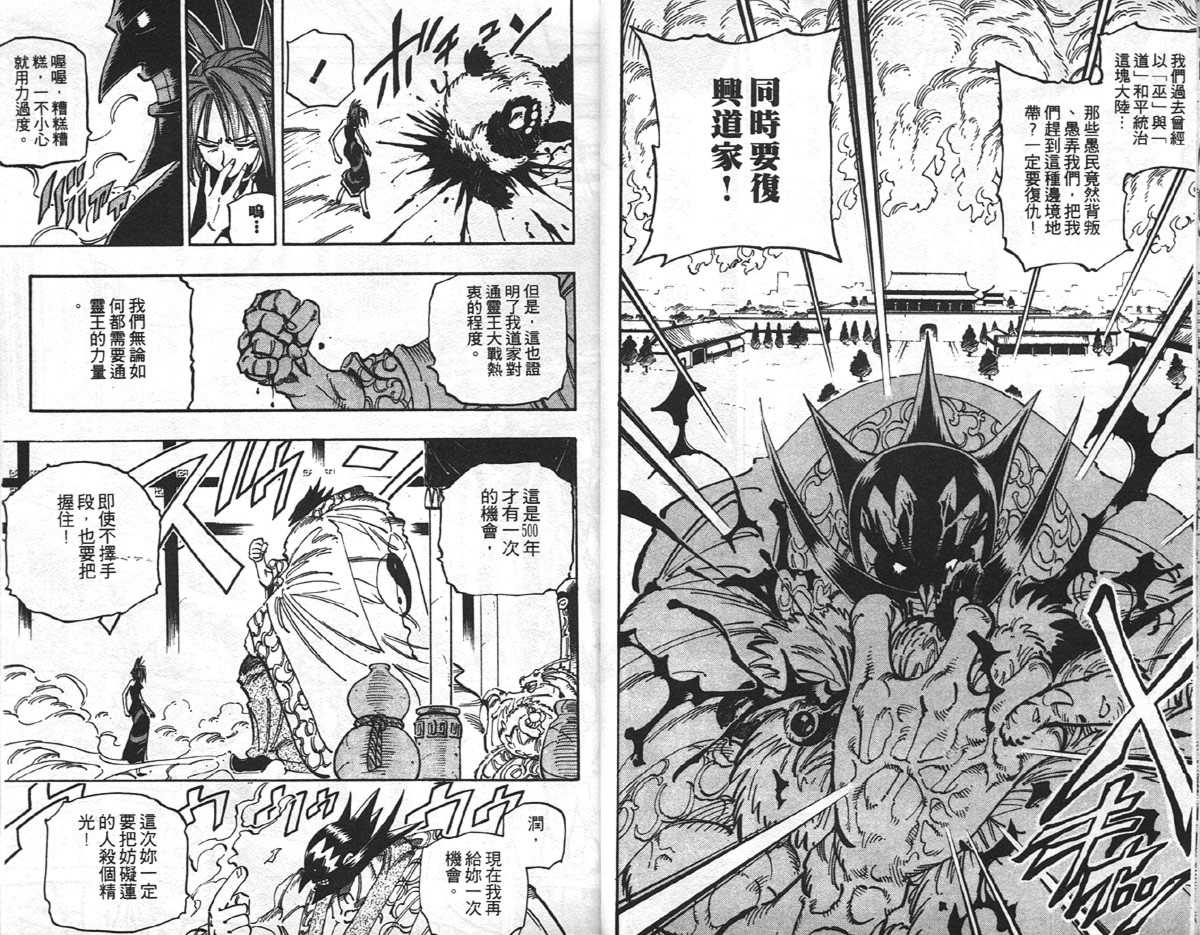 我們過去曾經
以「巫」與「
道」和平統治
這塊大陸…
那些愚民竟然背叛
、愚弄我們，把我
們趕到這種邊境地
帶？一定要復仇！
同時要復
興道家！
！
嗚…
喔喔，糟糕糟
糕，一不小心
就用力過度。
但是，這也證
明了我道家對
通靈王大戰熱
衷的程度。
我們無論如
何都需要通
靈王的力量
。
這是500年
才有一次
的機會，
即使不擇手
段，也要把
握住！
潤，
現在我再
給妳一次
機會。
這次妳一定
要把妨礙蓮
的人殺個精
光！